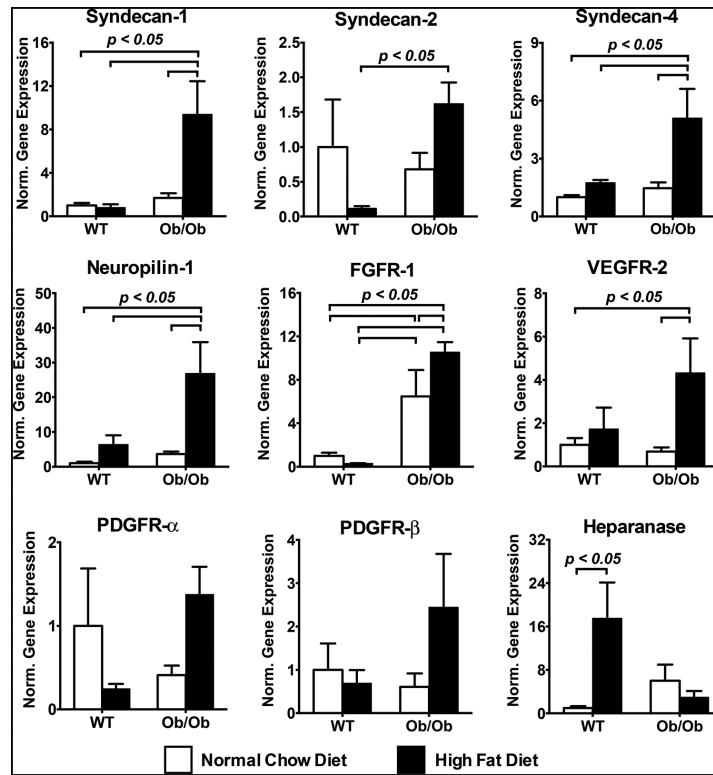 Syndecan-1
Norm. Gene Expression
16
12
8
4
0
p < 0.05
WT
Ob/Ob
Syndecan-2
Norm. Gene Expression
2.5
2.0
1.5
1.0
0.5
0.0
p < 0.05
WT
Ob/Ob
Syndecan-4
Norm. Gene Expression
9
6
3
0
p < 0.05
WT
Ob/Ob
Neuropilin-1
Norm. Gene Expression
50
40
30
20
10
0
p < 0.05
WT
Ob/Ob
FGFR-1
Norm. Gene Expression
16
12
8
4
0
p < 0.05
WT
Ob/Ob
VEGFR-2
Norm. Gene Expression
8
6
4
2
0
p < 0.05
WT
Ob/Ob
PDGFR-α
Norm. Gene Expression
2
1
0
WT
Ob/Ob
PDGFR-β
Norm. Gene Expression
4
3
2
1
0
WT
Ob/Ob
Heparanase
Norm. Gene Expression
32
24
16
8
0
p < 0.05
WT
Ob/Ob
Normal Chow Diet
High Fat Diet